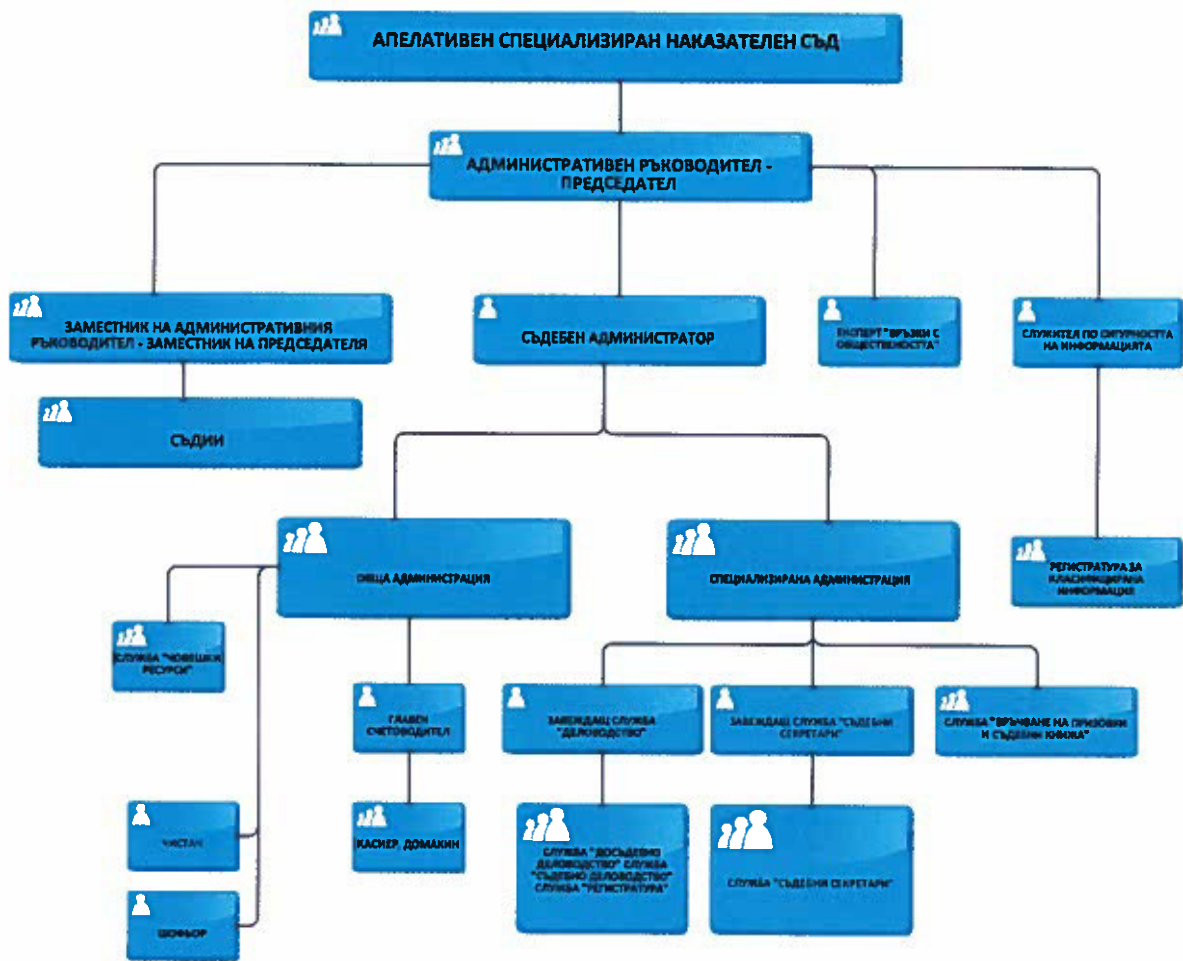 АПЕЛАТИВЕН СПЕЦИАЛИЗИРАН НАКАЗАТЕЛЕН СЪД
АДМИНИСТРАТИВЕН РЪКОВОДИТЕЛ -
ПРЕДСЕДАТЕЛ
ЗАМЕСТНИК НА АДМИНИСТРАТИВНИЯ
РЪКОВОДИТЕЛ - ЗАМЕСТНИК НА ПРЕДСЕДАТЕЛЯ
СЪДЕБЕН АДМИНИСТРАТОР
ЕКСПЕРТ "ВРЪЗКИ С
ОБЩЕСТВЕНОСТТА"
СЛУЖИТЕЛ ПО СИГУРНОСТТА
НА ИНФОРМАЦИЯТА
СЪДИИ
ОБЩА АДМИНИСТРАЦИЯ
СПЕЦИАЛИЗИРАНА АДМИНИСТРАЦИЯ
РЕГИСТРАТУРА ЗА
КЛАСИФИЦИРАНА
ИНФОРМАЦИЯ
СЛУЖБА "ЧОВЕШКИ
РЕСУРСИ"
ГЛАВЕН
СЧЕТОВОДИТЕЛ
ЗАВЕЖДАЩ СЛУЖБА
"ДЕЛОВОДСТВО"
ЗАВЕЖДАЩ СЛУЖБА "СЪДЕБНИ
СЕКРЕТАРИ"
СЛУЖБА "ВРЪЧВАНЕ НА ПРИЗОВКИ
И СЪДЕБНИ КНИЖА"
ЧИСТАЧ
КАСИЕР, ДОМАКИН
СЛУЖБА "ДОСЪДЕБНО
ДЕЛОВОДСТВО" СЛУЖБА
"СЪДЕБНО ДЕЛОВОДСТВО"
СЛУЖБА "РЕГИСТРАТУРА"
СЛУЖБА "СЪДЕБНИ СЕКРЕТАРИ"
ШОФЬОР